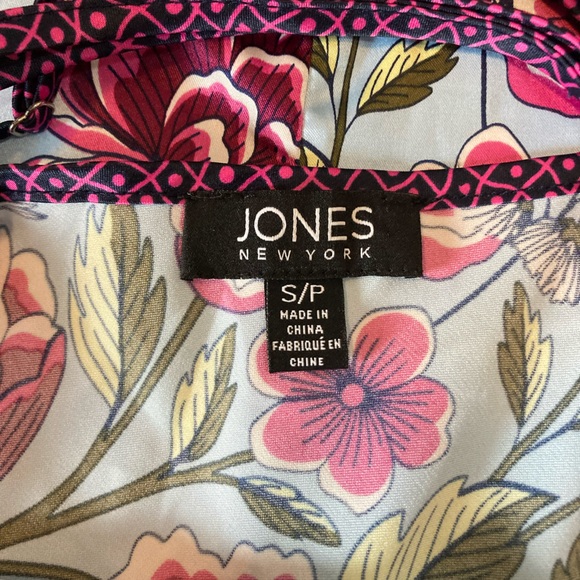 JONES
NEW YORK
S/P
MADE IN
CHINA
FABRIQUÉ EN
CHINE